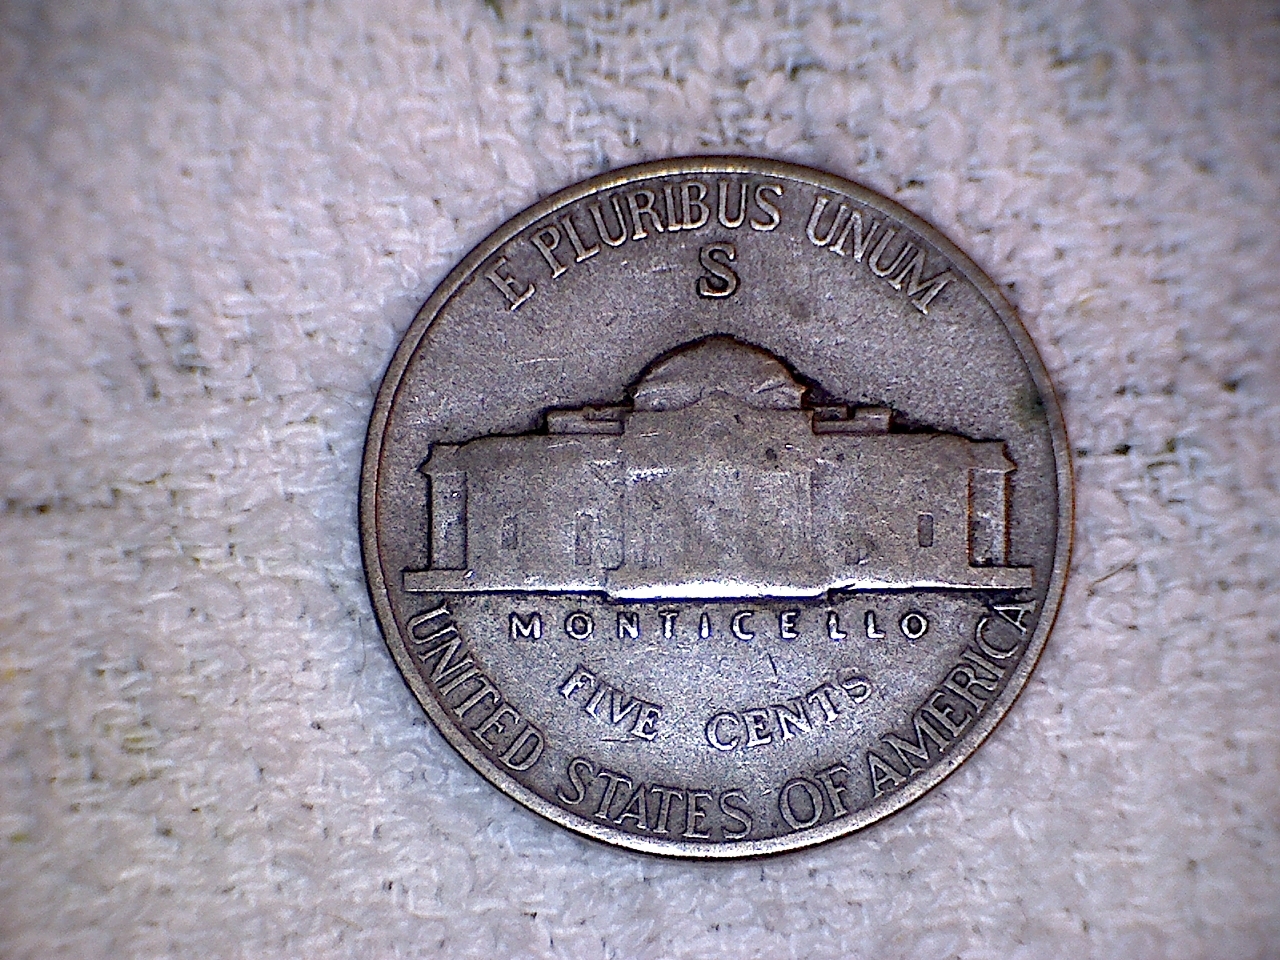 E PLURIBUS UNUM
S
MONTICELLO
FIVE CENTS
UNITED STATES OF AMERICA